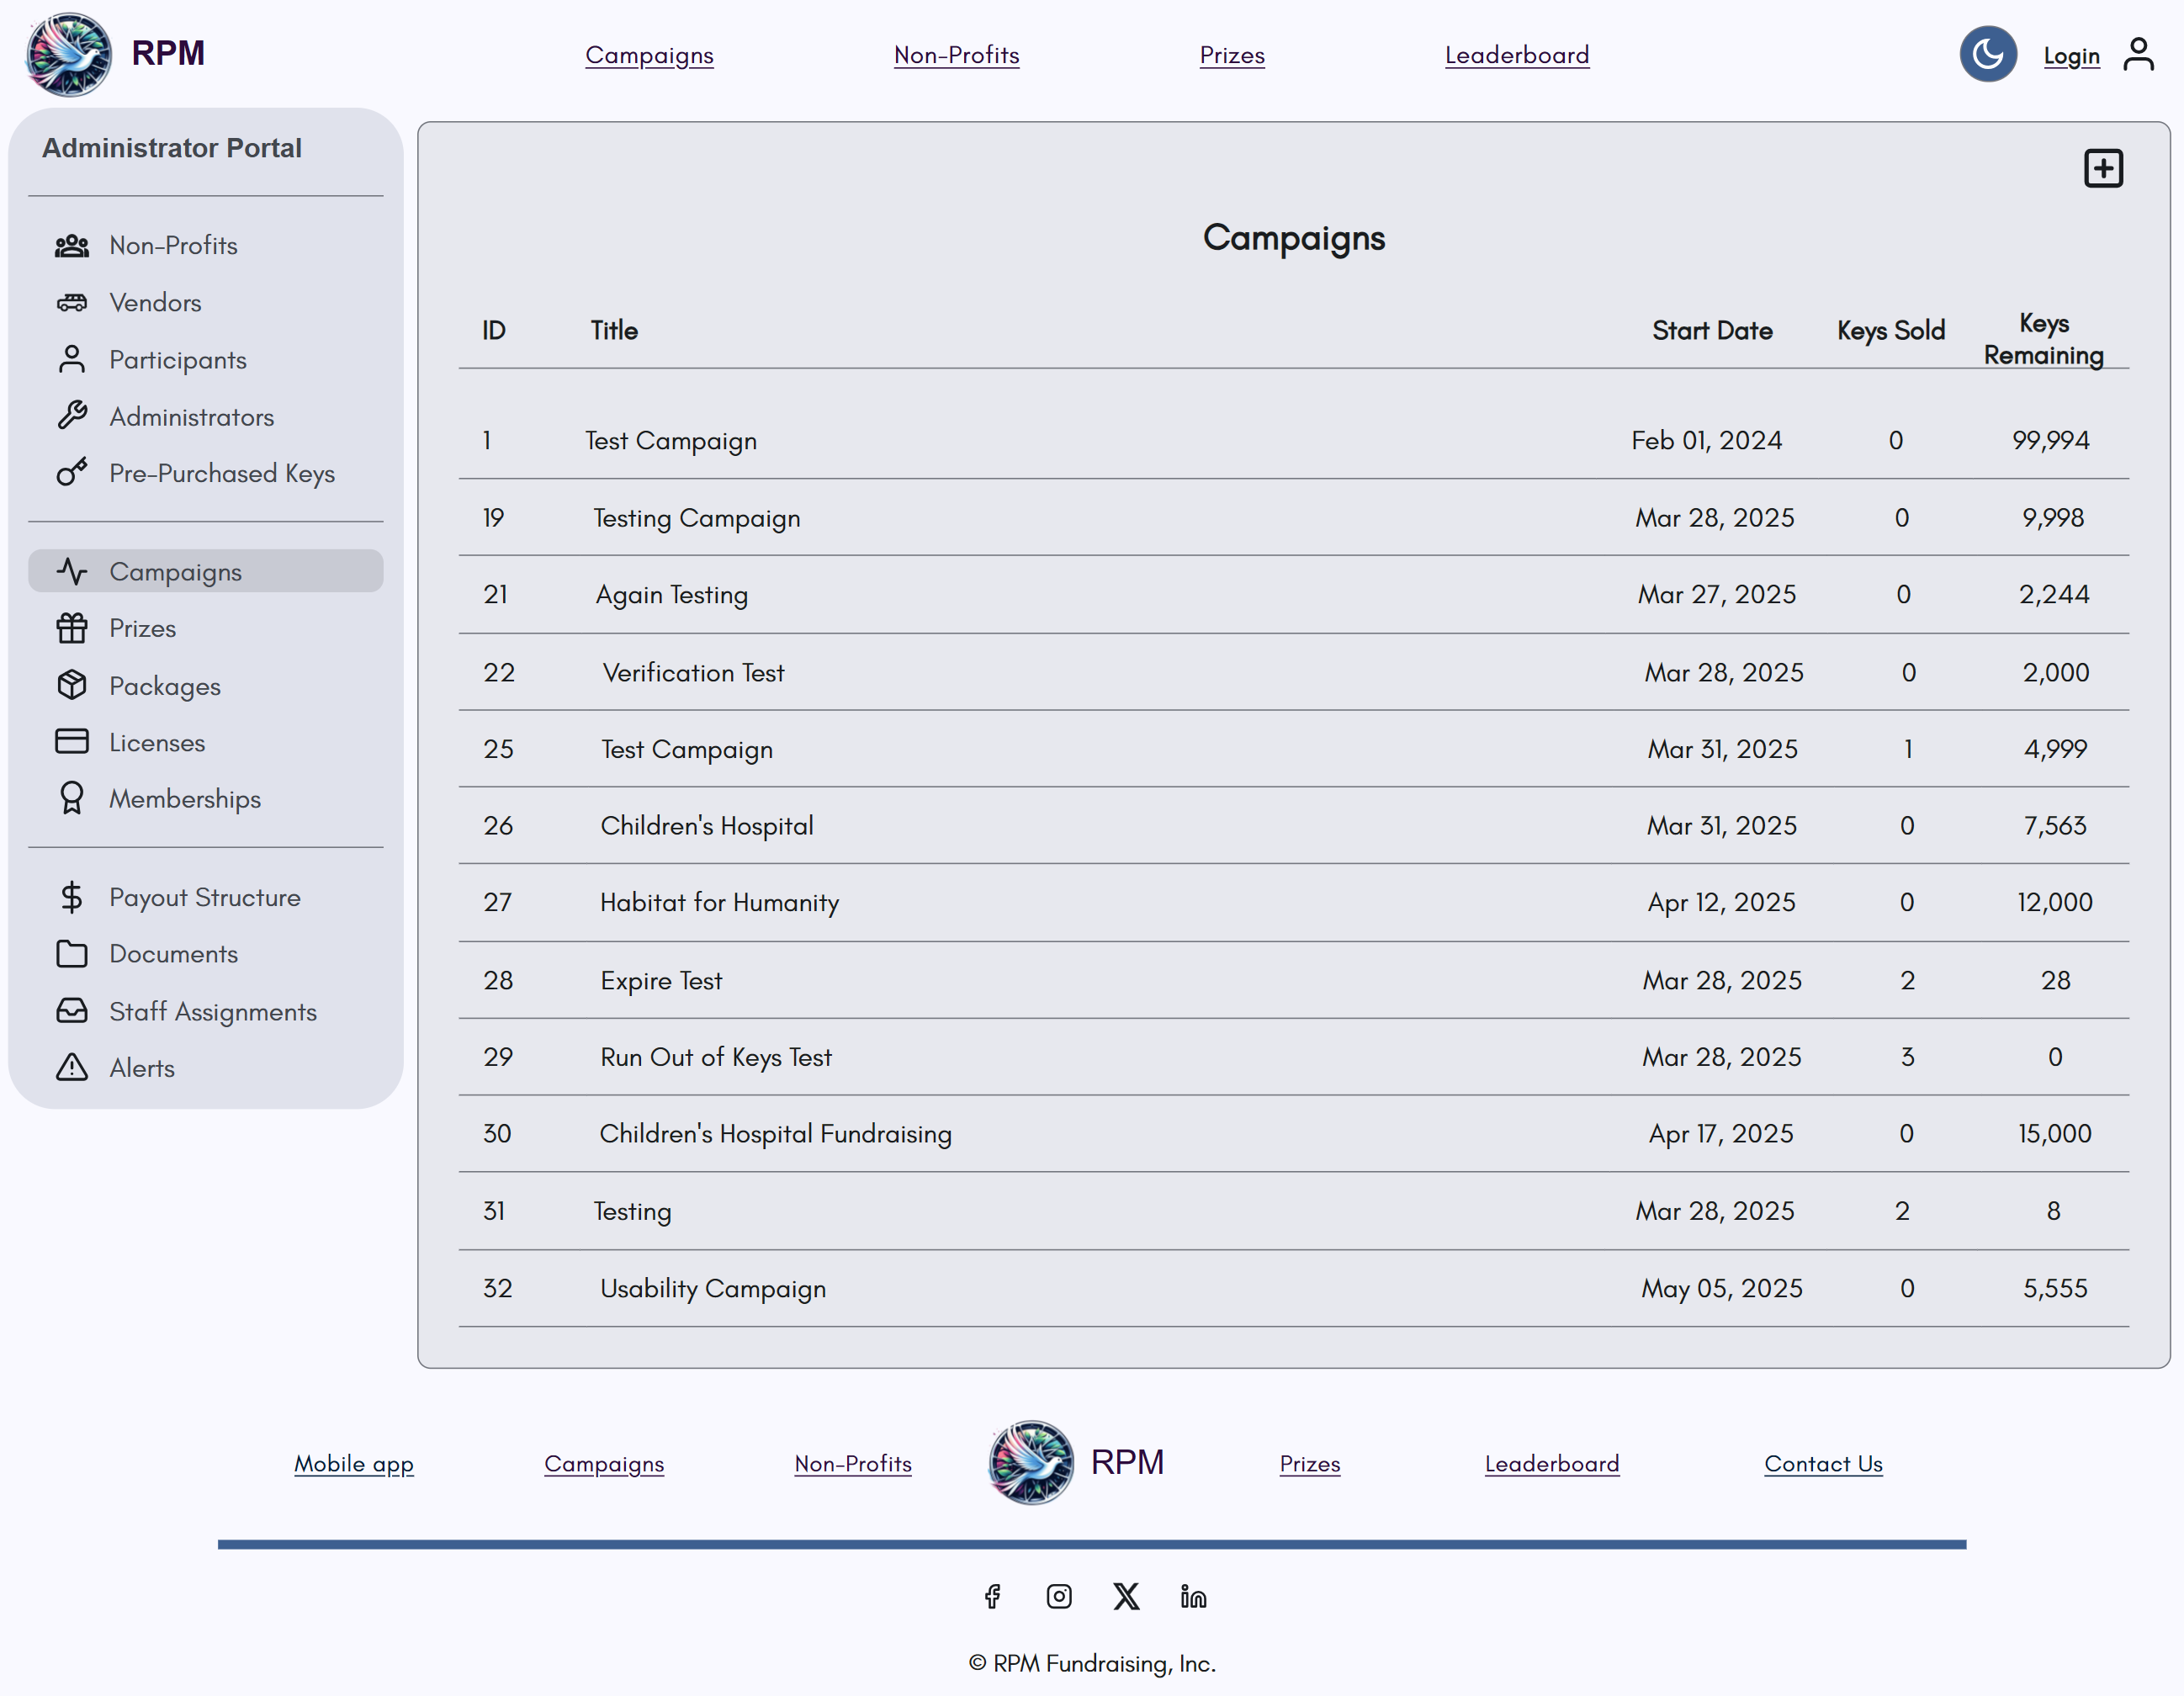 RPM
Campaigns
Non-Profits
Prizes
Leaderboard
Login
Administrator Portal
Non-Profits
Vendors
Participants
Administrators
Pre-Purchased Keys
Campaigns
Prizes
Packages
Licenses
Memberships
Payout Structure
Documents
Staff Assignments
Alerts
Campaigns
ID Title Start Date Keys Sold Keys Remaining
1 Test Campaign Feb 01, 2024 0 99,994
19 Testing Campaign Mar 28, 2025 0 9,998
21 Again Testing Mar 27, 2025 0 2,244
22 Verification Test Mar 28, 2025 0 2,000
25 Test Campaign Mar 31, 2025 1 4,999
26 Children's Hospital Mar 31, 2025 0 7,563
27 Habitat for Humanity Apr 12, 2025 0 12,000
28 Expire Test Mar 28, 2025 2 28
29 Run Out of Keys Test Mar 28, 2025 3 0
30 Children's Hospital Fundraising Apr 17, 2025 0 15,000
31 Testing Mar 28, 2025 2 8
32 Usability Campaign May 05, 2025 0 5,555
Mobile app
Campaigns
Non-Profits
RPM
Prizes
Leaderboard
Contact Us
© RPM Fundraising, Inc.